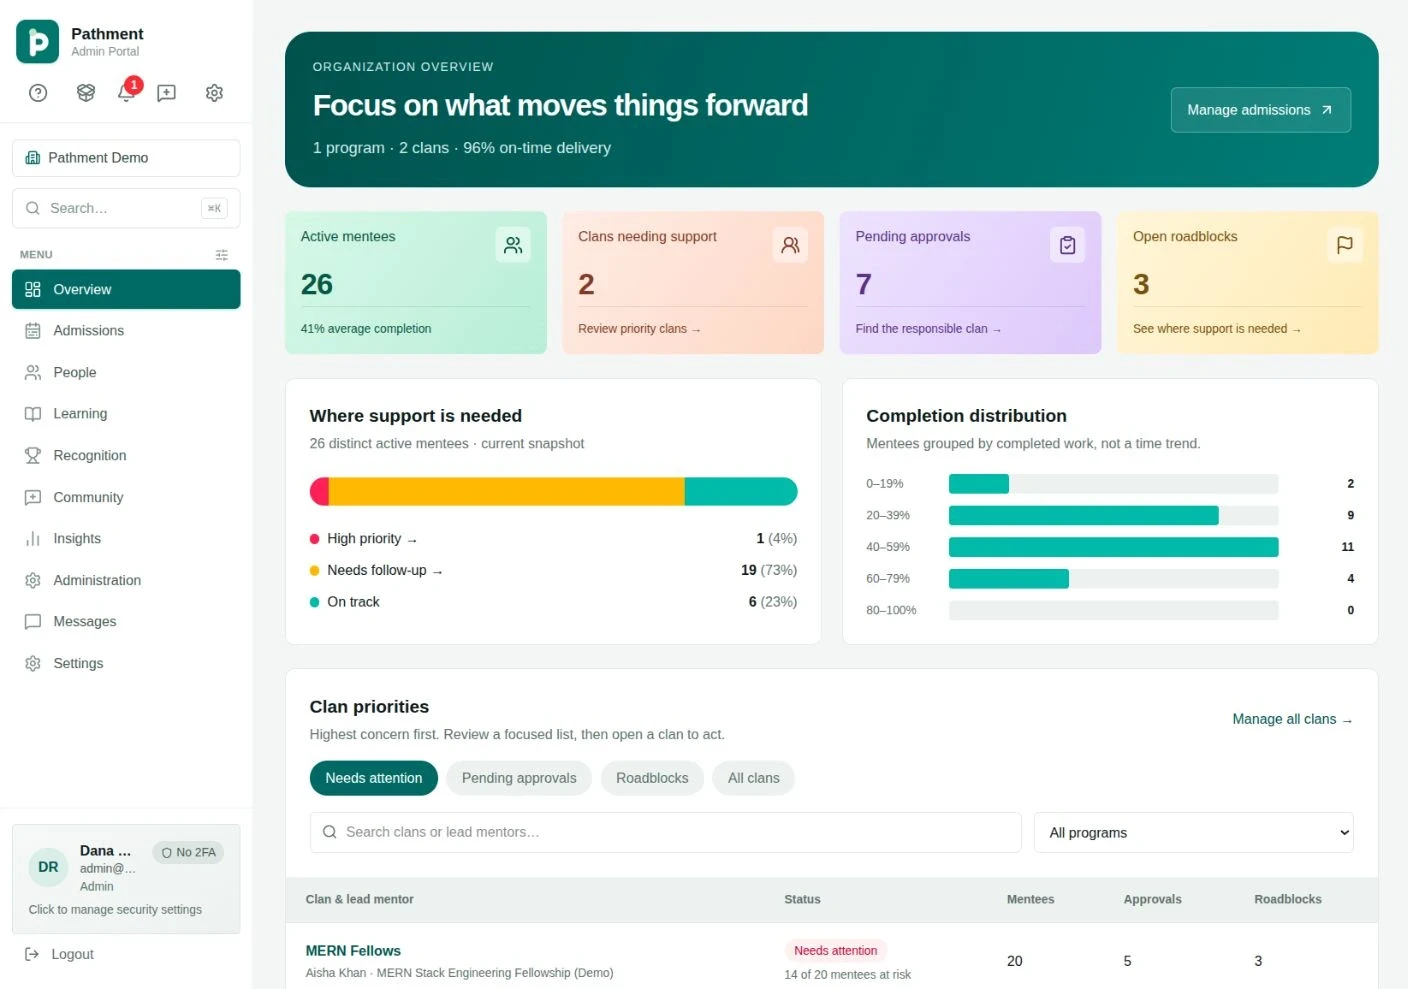 Pathment
Admin Portal
1
Pathment Demo
Search…
⌘K
MENU
Overview
Admissions
People
Learning
Recognition
Community
Insights
Administration
Messages
Settings
DR
Dana …
No 2FA
admin@…
Admin
Click to manage security settings
Logout
ORGANIZATION OVERVIEW
Focus on what moves things forward
1 program · 2 clans · 96% on-time delivery
Manage admissions
Active mentees
26
41% average completion
Clans needing support
2
Review priority clans →
Pending approvals
7
Find the responsible clan →
Open roadblocks
3
See where support is needed →
Where support is needed
26 distinct active mentees · current snapshot
High priority → 1 (4%)
Needs follow-up → 19 (73%)
On track 6 (23%)
Completion distribution
Mentees grouped by completed work, not a time trend.
0–19% 2
20–39% 9
40–59% 11
60–79% 4
80–100% 0
Clan priorities
Highest concern first. Review a focused list, then open a clan to act.
Manage all clans →
Needs attention Pending approvals Roadblocks All clans
Search clans or lead mentors…
All programs
Clan & lead mentor Status Mentees Approvals Roadblocks
MERN Fellows
Aisha Khan · MERN Stack Engineering Fellowship (Demo)
Needs attention
14 of 20 mentees at risk
20 5 3